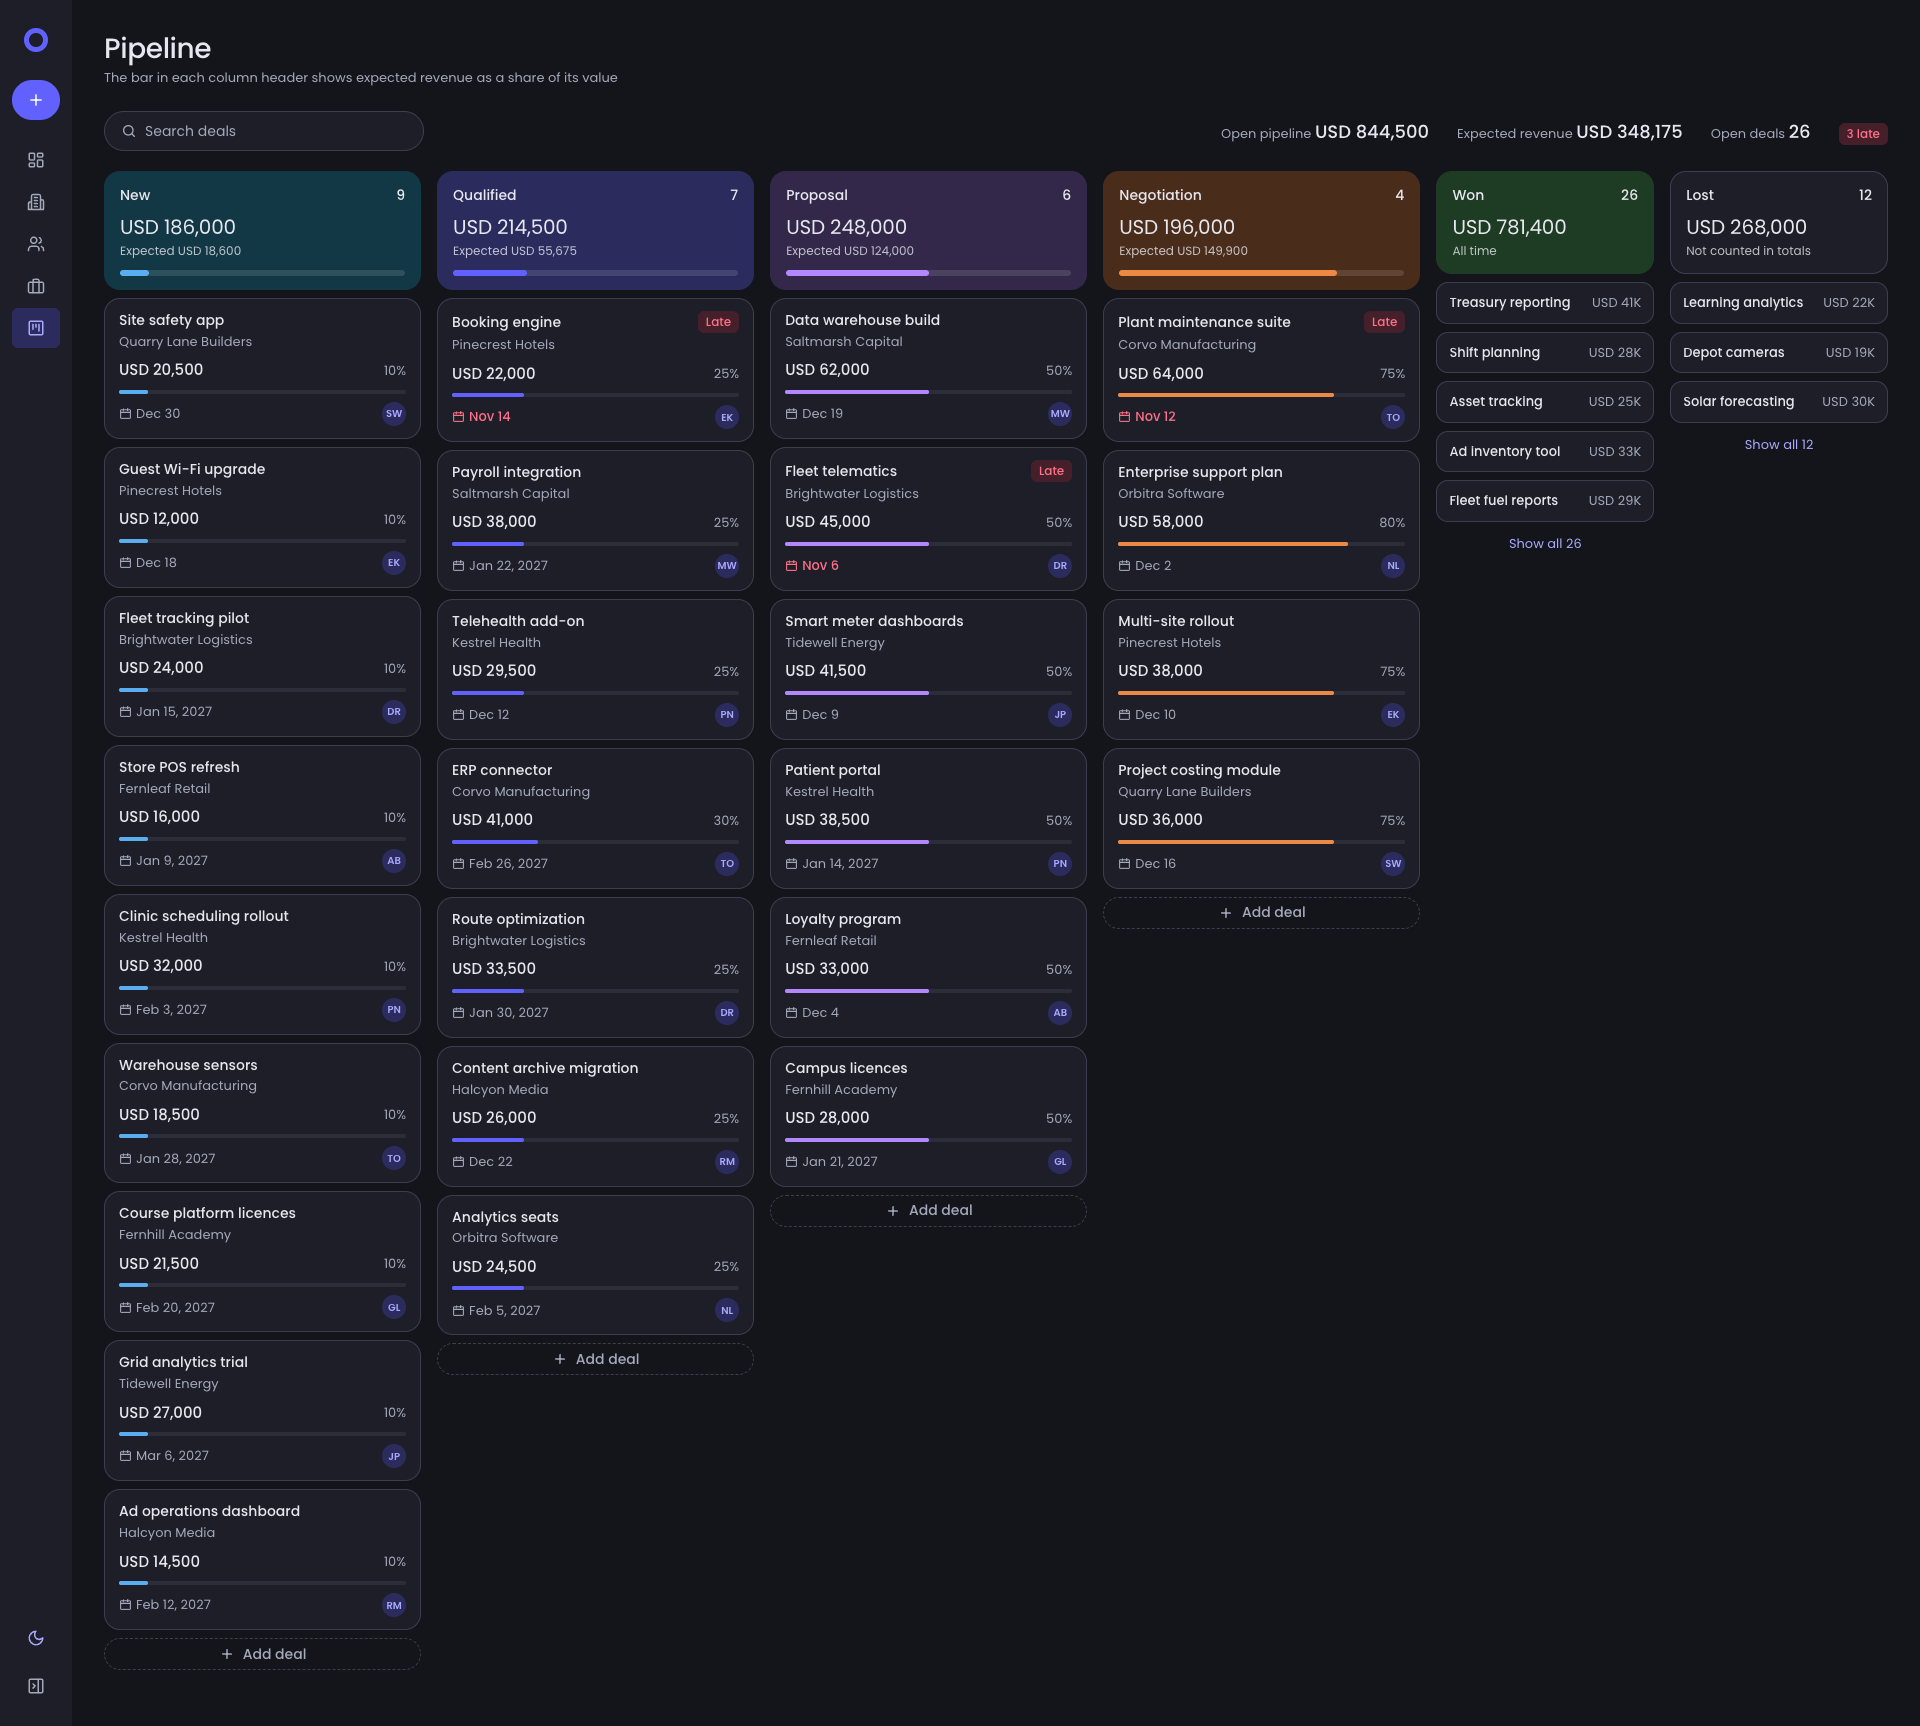 Pipeline
The bar in each column header shows expected revenue as a share of its value
Search deals
Open pipeline USD 844,500
Expected revenue USD 348,175
Open deals 26
3 late
New 9
USD 186,000
Expected USD 18,600
Site safety app
Quarry Lane Builders
USD 20,500 10%
Dec 30 SW
Guest Wi-Fi upgrade
Pinecrest Hotels
USD 12,000 10%
Dec 18 EK
Fleet tracking pilot
Brightwater Logistics
USD 24,000 10%
Jan 15, 2027 DR
Store POS refresh
Fernleaf Retail
USD 16,000 10%
Jan 9, 2027 AB
Clinic scheduling rollout
Kestrel Health
USD 32,000 10%
Feb 3, 2027 PN
Warehouse sensors
Corvo Manufacturing
USD 18,500 10%
Jan 28, 2027 TO
Course platform licences
Fernhill Academy
USD 21,500 10%
Feb 20, 2027 GL
Grid analytics trial
Tidewell Energy
USD 27,000 10%
Mar 6, 2027 JP
Ad operations dashboard
Halcyon Media
USD 14,500 10%
Feb 12, 2027 RM
Add deal
Qualified 7
USD 214,500
Expected USD 55,675
Booking engine Late
Pinecrest Hotels
USD 22,000 25%
Nov 14 EK
Payroll integration
Saltmarsh Capital
USD 38,000 25%
Jan 22, 2027 MW
Telehealth add-on
Kestrel Health
USD 29,500 25%
Dec 12 PN
ERP connector
Corvo Manufacturing
USD 41,000 30%
Feb 26, 2027 TO
Route optimization
Brightwater Logistics
USD 33,500 25%
Jan 30, 2027 DR
Content archive migration
Halcyon Media
USD 26,000 25%
Dec 22 RM
Analytics seats
Orbitra Software
USD 24,500 25%
Feb 5, 2027 NL
Add deal
Proposal 6
USD 248,000
Expected USD 124,000
Data warehouse build
Saltmarsh Capital
USD 62,000 50%
Dec 19 MW
Fleet telematics Late
Brightwater Logistics
USD 45,000 50%
Nov 6 DR
Smart meter dashboards
Tidewell Energy
USD 41,500 50%
Dec 9 JP
Patient portal
Kestrel Health
USD 38,500 50%
Jan 14, 2027 PN
Loyalty program
Fernleaf Retail
USD 33,000 50%
Dec 4 AB
Campus licences
Fernhill Academy
USD 28,000 50%
Jan 21, 2027 GL
Add deal
Negotiation 4
USD 196,000
Expected USD 149,900
Plant maintenance suite Late
Corvo Manufacturing
USD 64,000 75%
Nov 12 TO
Enterprise support plan
Orbitra Software
USD 58,000 80%
Dec 2 NL
Multi-site rollout
Pinecrest Hotels
USD 38,000 75%
Dec 10 EK
Project costing module
Quarry Lane Builders
USD 36,000 75%
Dec 16 SW
Add deal
Won 26
USD 781,400
All time
Treasury reporting USD 41K
Shift planning USD 28K
Asset tracking USD 25K
Ad inventory tool USD 33K
Fleet fuel reports USD 29K
Show all 26
Lost 12
USD 268,000
Not counted in totals
Learning analytics USD 22K
Depot cameras USD 19K
Solar forecasting USD 30K
Show all 12